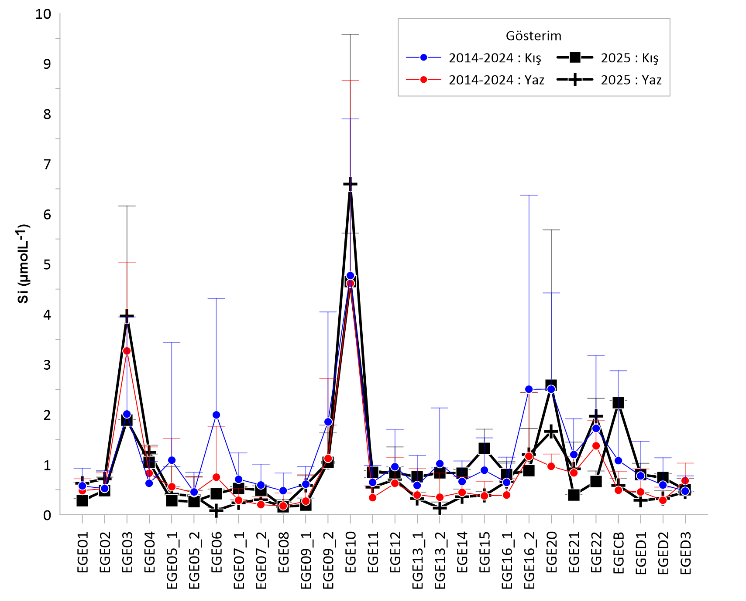 10
9
8
7
6
5
4
3
2
1
0
Si (µmolL-1)
Gösterim
2014-2024 : Kış
2025 : Kış
2014-2024 : Yaz
2025 : Yaz
EGE01
EGE02
EGE03
EGE04
EGE05_1
EGE05_2
EGE06
EGE07_1
EGE07_2
EGE08
EGE09_1
EGE09_2
EGE10
EGE11
EGE12
EGE13_1
EGE13_2
EGE14
EGE15
EGE16_1
EGE16_2
EGE20
EGE21
EGE22
EGECB
EGED1
EGED2
EGED3